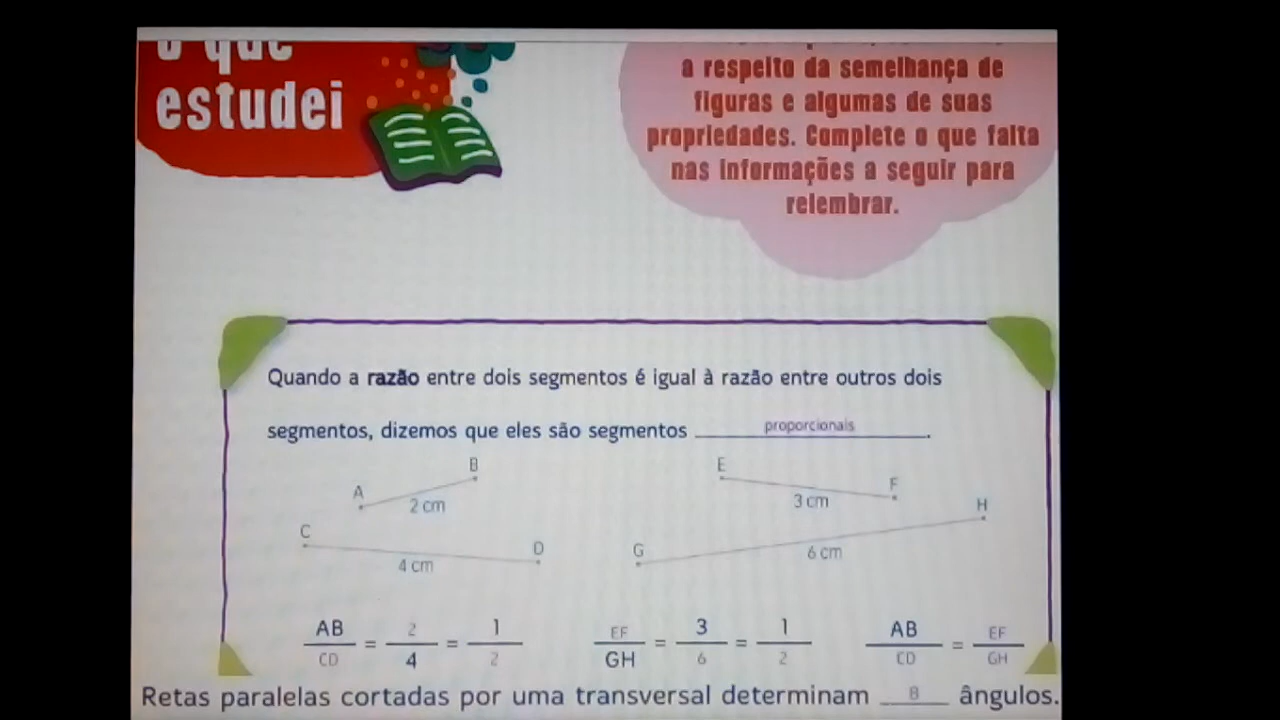 o que
estudei
a respeito da semelhança de
figuras e algumas de suas
propriedades. Complete o que falta
nas informações a seguir para
relembrar.
Quando a razão entre dois segmentos é igual à razão entre outros dois
segmentos, dizemos que eles são segmentos proporcionais.
B
A
2 cm
E
F
3 cm
H
C
D
4 cm
G
6 cm
AB/CD = 2/4 = 1/2
EF/GH = 3/6 = 1/2
AB/CD = EF/GH
Retas paralelas cortadas por uma transversal determinam 8 ângulos.